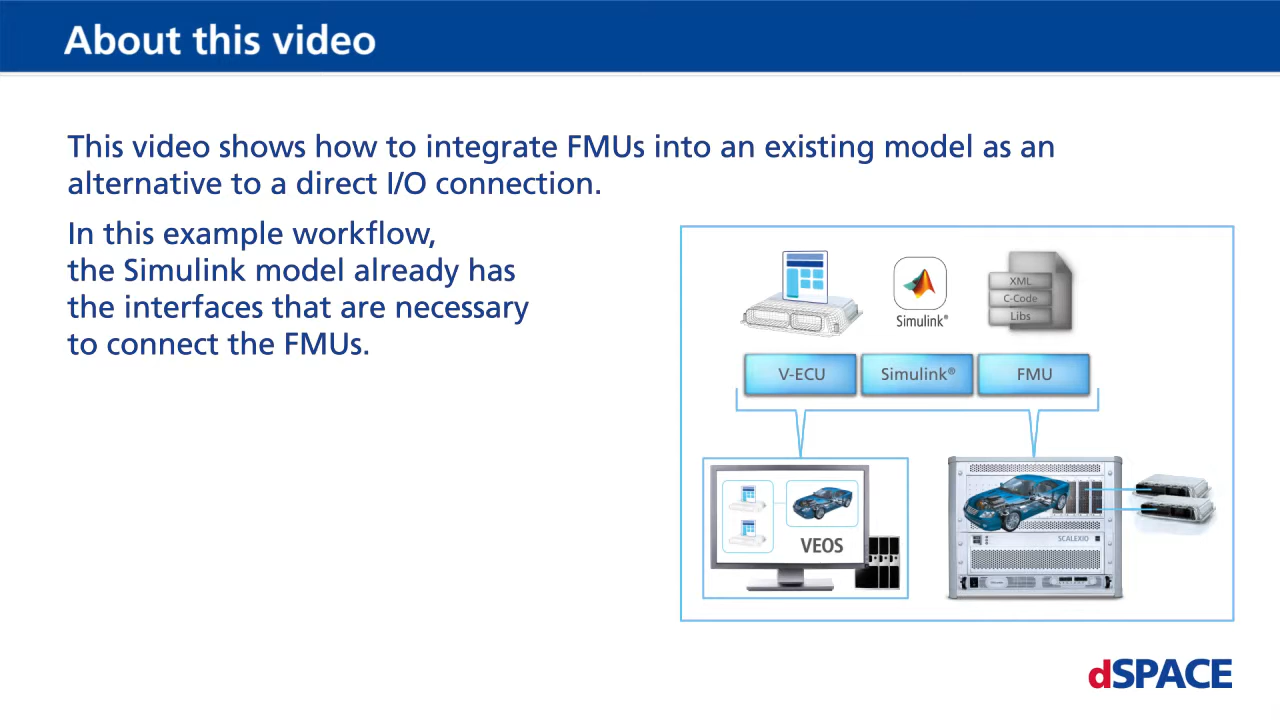 About this video
This video shows how to integrate FMUs into an existing model as an
alternative to a direct I/O connection.
In this example workflow,
the Simulink model already has
the interfaces that are necessary
to connect the FMUs.
Simulink®
XML
C-Code
Libs
V-ECU
Simulink®
FMU
VEOS
SCALEXIO
dSPACE